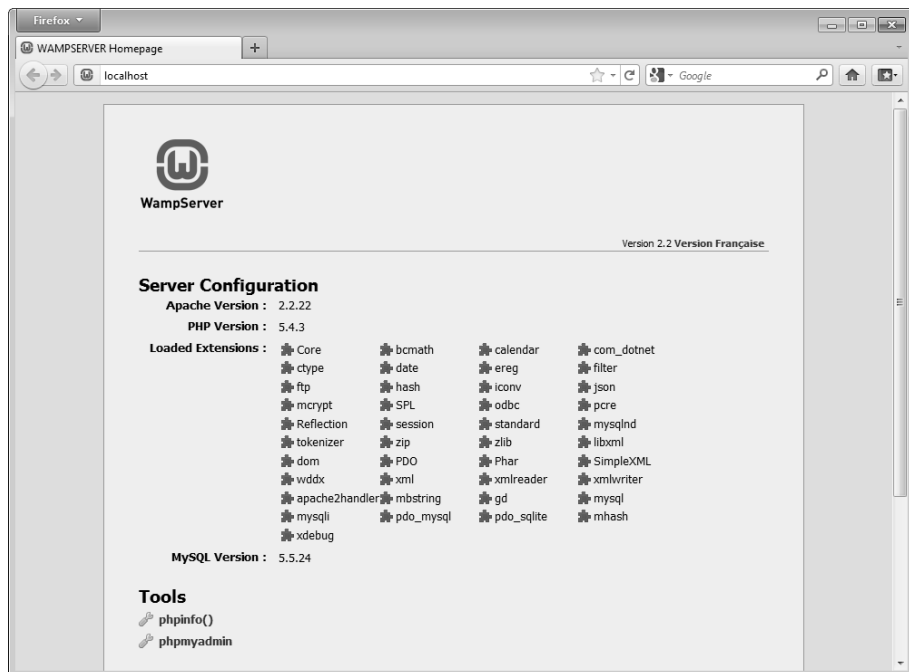 Firefox
WAMPSERVER Homepage
localhost
Google
WampServer
Version 2.2 Version Française
Server Configuration
Apache Version : 2.2.22
PHP Version : 5.4.3
Loaded Extensions : Core bcmath calendar com_dotnet
ctype date ereg filter
ftp hash iconv json
mcrypt SPL odbc pcre
Reflection session standard mysqlnd
tokenizer zip zlib libxml
dom PDO Phar SimpleXML
wddx xml xmlreader xmlwriter
apache2handler mbstring gd mysql
mysqli pdo_mysql pdo_sqlite mhash
xdebug
MySQL Version : 5.5.24
Tools
phpinfo()
phpmyadmin